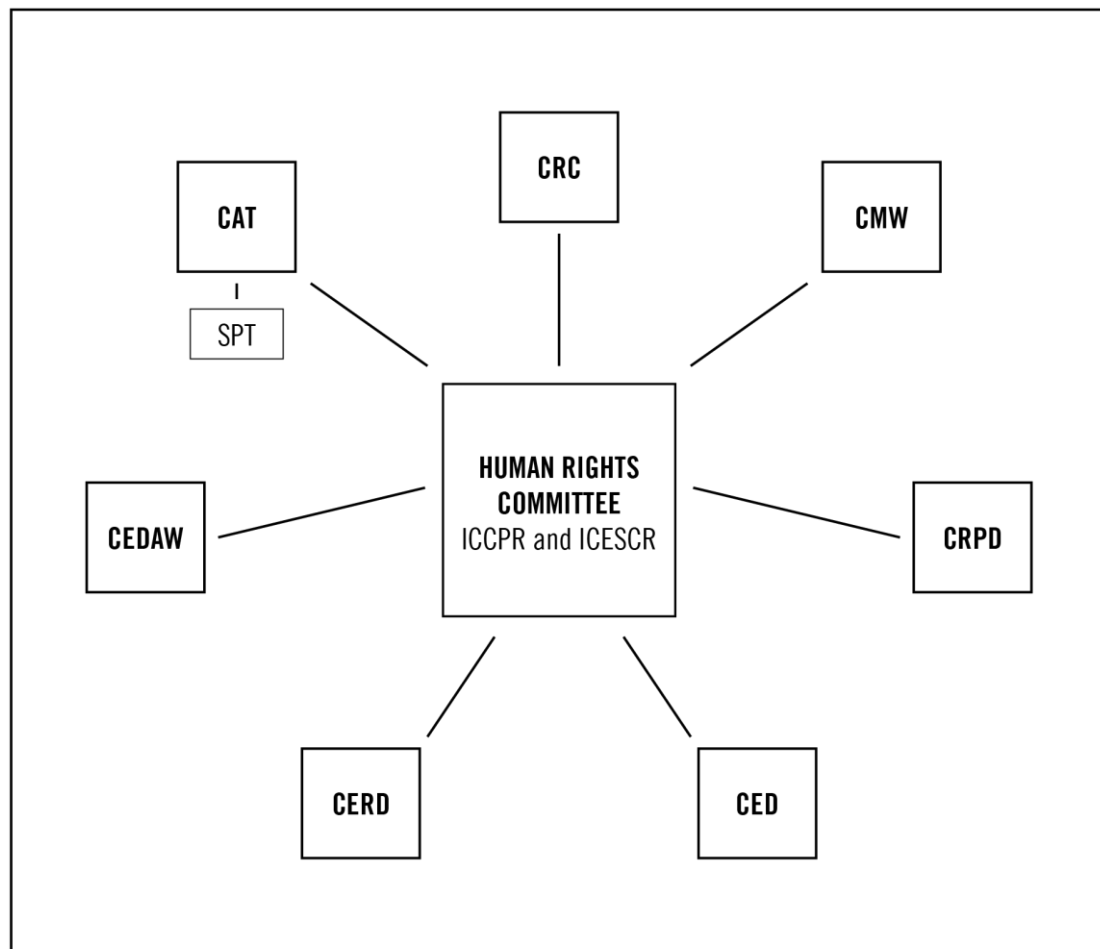 CRC
CAT
CMW
SPT
HUMAN RIGHTS
COMMITTEE
ICCPR and ICESCR
CEDAW
CRPD
CERD
CED